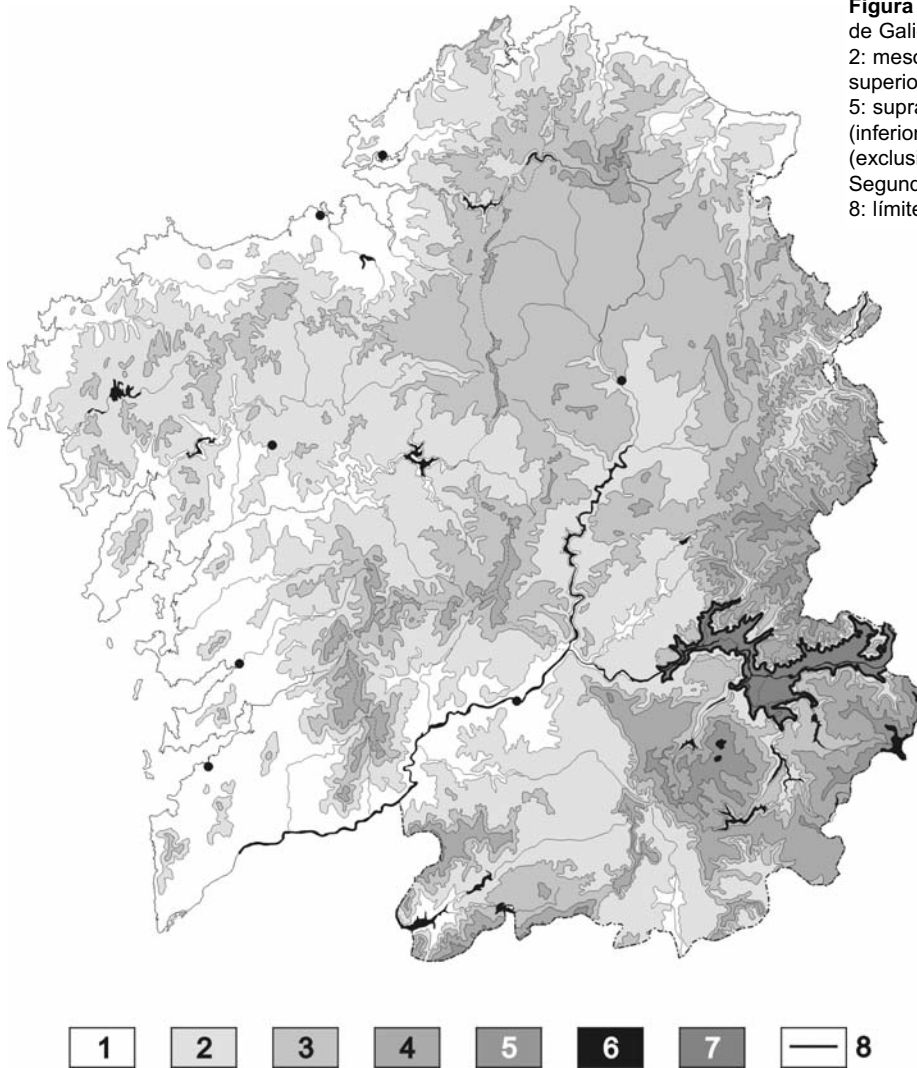 Figura
de Gali
2: meso
superio
5: supra
(inferior
(exclusi
Segund
8: límite
1 2 3 4 5 6 7 8